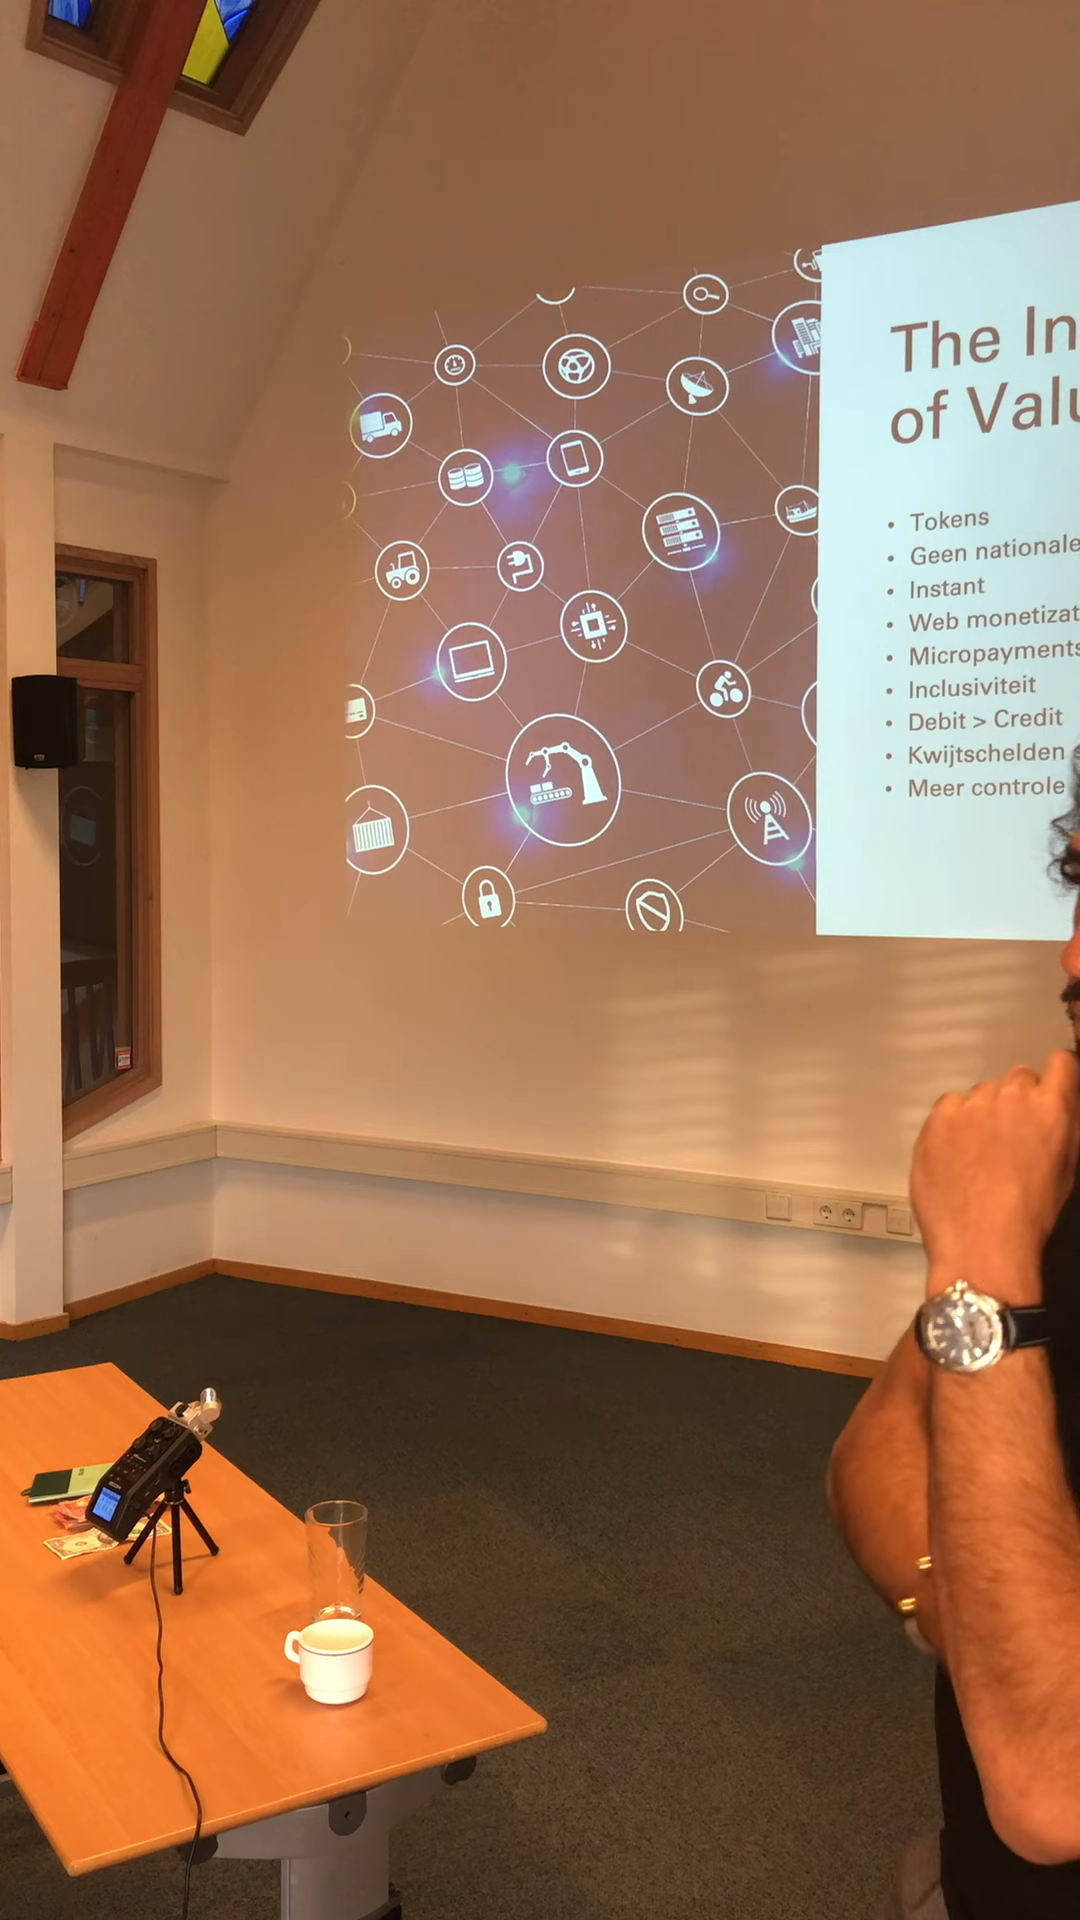 The In
of Valu
• Tokens
• Geen nationale
• Instant
• Web monetizat
• Micropayments
• Inclusiviteit
• Debit > Credit
• Kwijtschelden s
• Meer controle